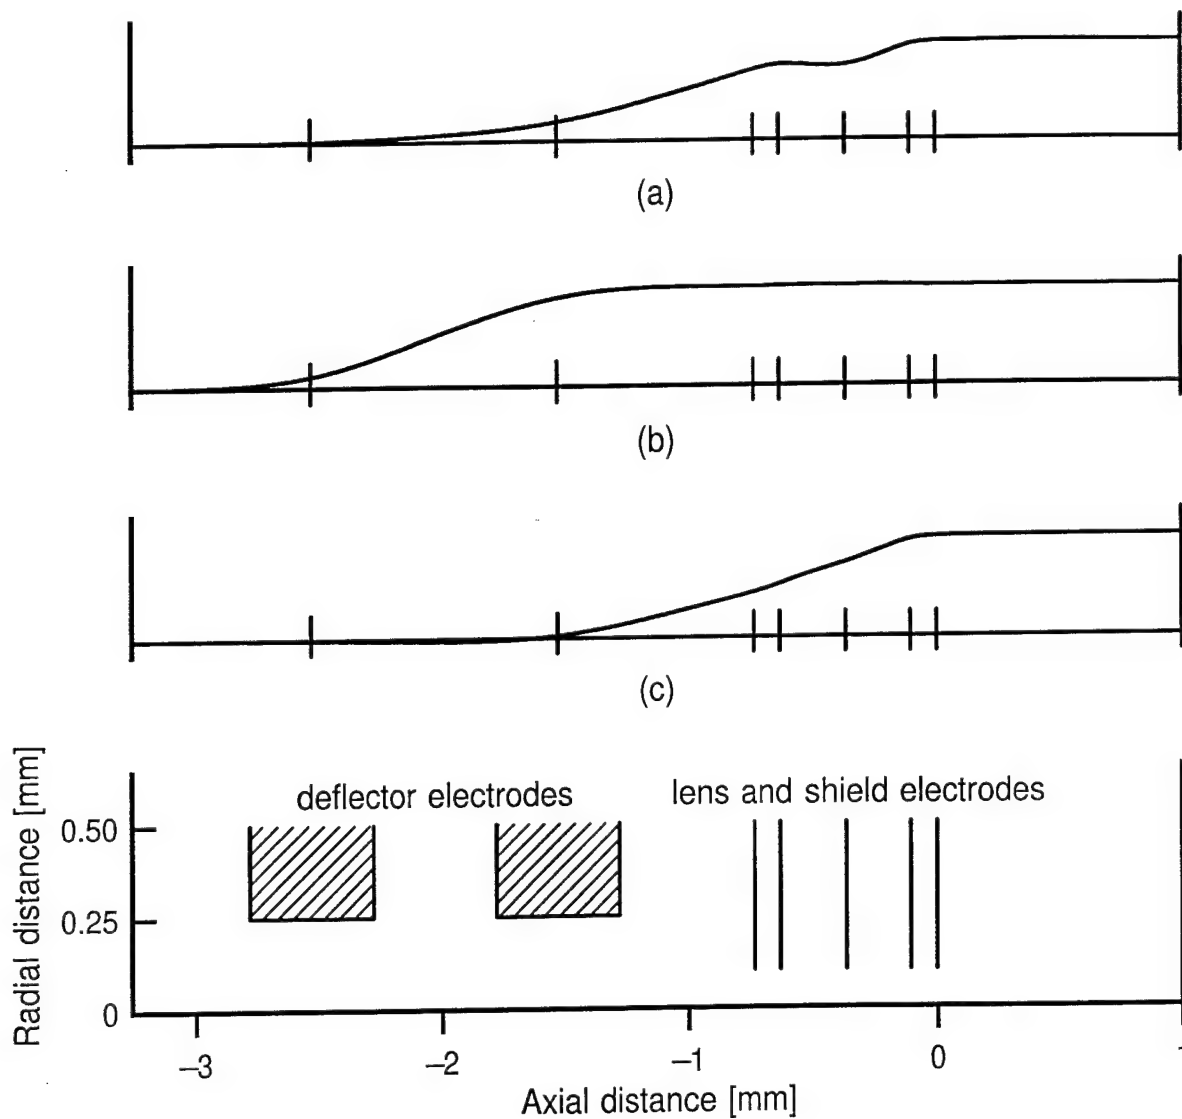 (a)
(b)
(c)
deflector electrodes
lens and shield electrodes
Radial distance [mm]
0.50
0.25
0
–3
–2
–1
0
Axial distance [mm]